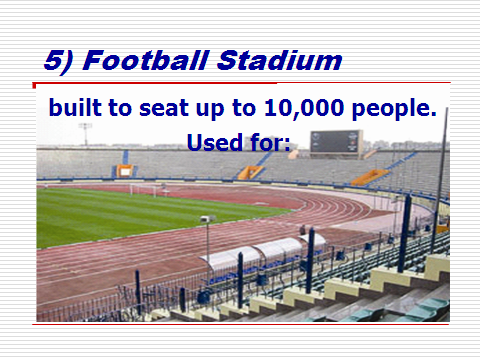 5) Football Stadium
built to seat up to 10,000 people.
Used for: